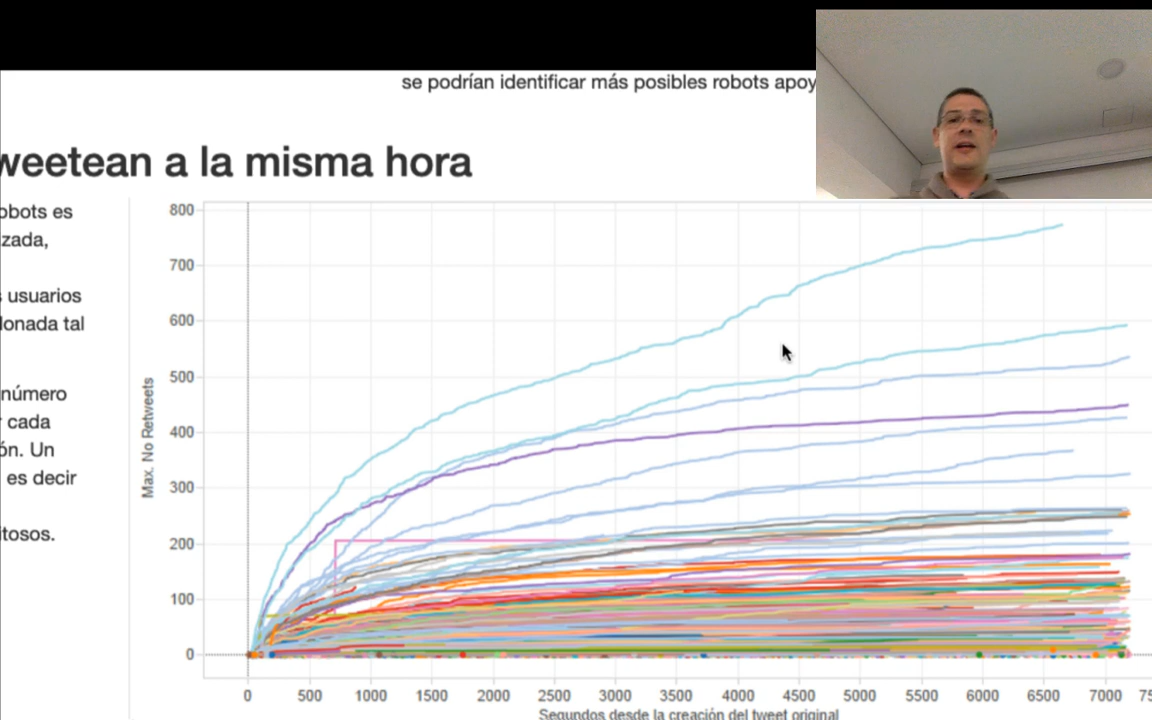 se podrían identificar más posibles robots apoy
weetean a la misma hora
obots es
zada,
s usuarios
lonada tal
número
r cada
ón. Un
es decir
itosos.
Max. No Retweets
800
700
600
500
400
300
200
100
0
0 500 1000 1500 2000 2500 3000 3500 4000 4500 5000 5500 6000 6500 7000 75
Segundos desde la creación del tweet original